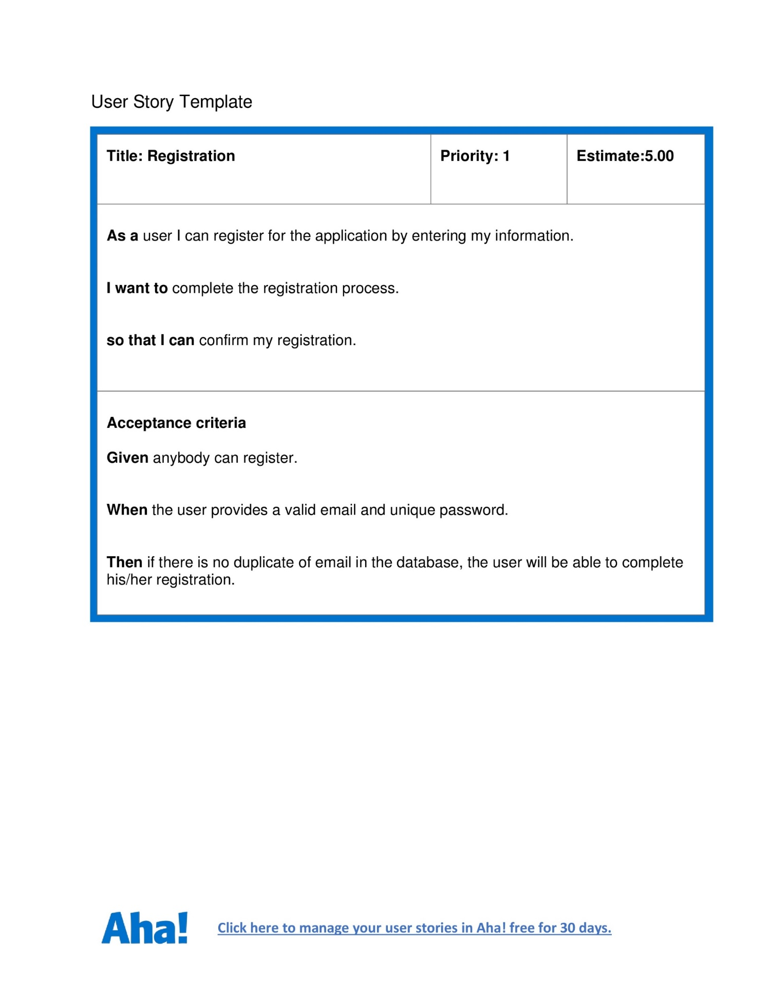 User Story Template
Title: Registration
Priority: 1
Estimate:5.00
As a user I can register for the application by entering my information.
I want to complete the registration process.
so that I can confirm my registration.
Acceptance criteria
Given anybody can register.
When the user provides a valid email and unique password.
Then if there is no duplicate of email in the database, the user will be able to complete
his/her registration.
Aha!
Click here to manage your user stories in Aha! free for 30 days.